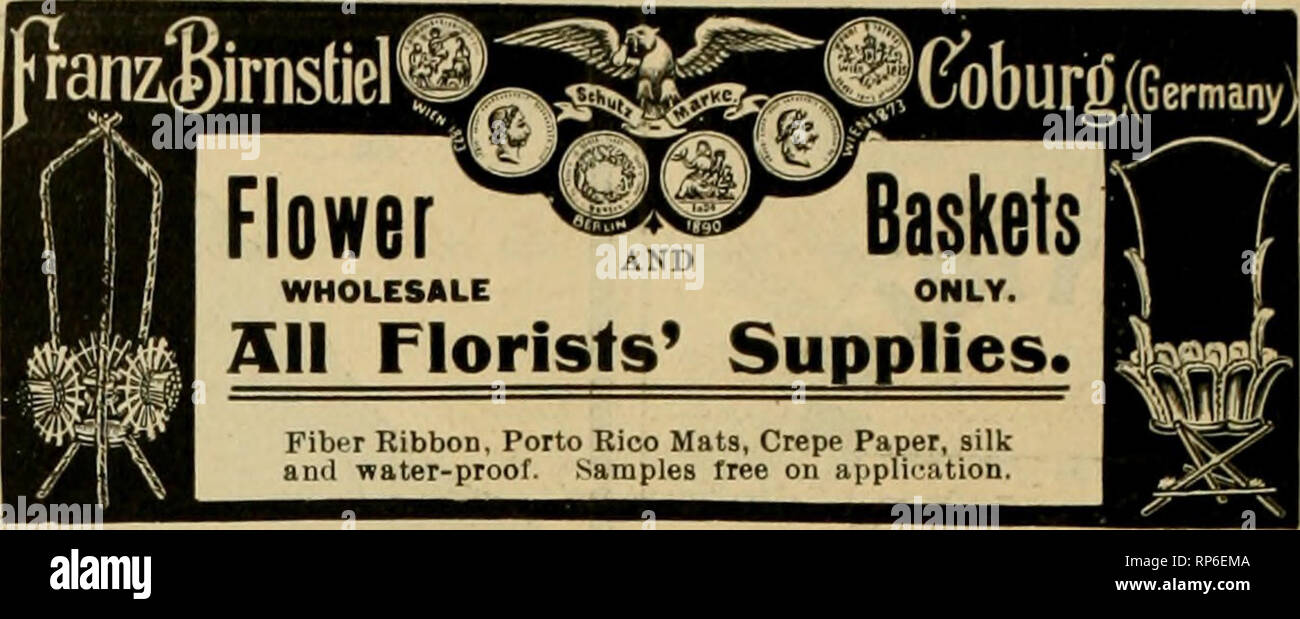 Franz Birnstiel Coburg, (Germany)
Schutz Marke.
WIEN 1873
BERLIN 1890
Flower AND Baskets
WHOLESALE ONLY.
All Florists' Supplies.
Fiber Ribbon, Porto Rico Mats, Crepe Paper, silk
and water-proof. Samples free on application.
alamy
Image ID: RP6EMA
www.alamy.com